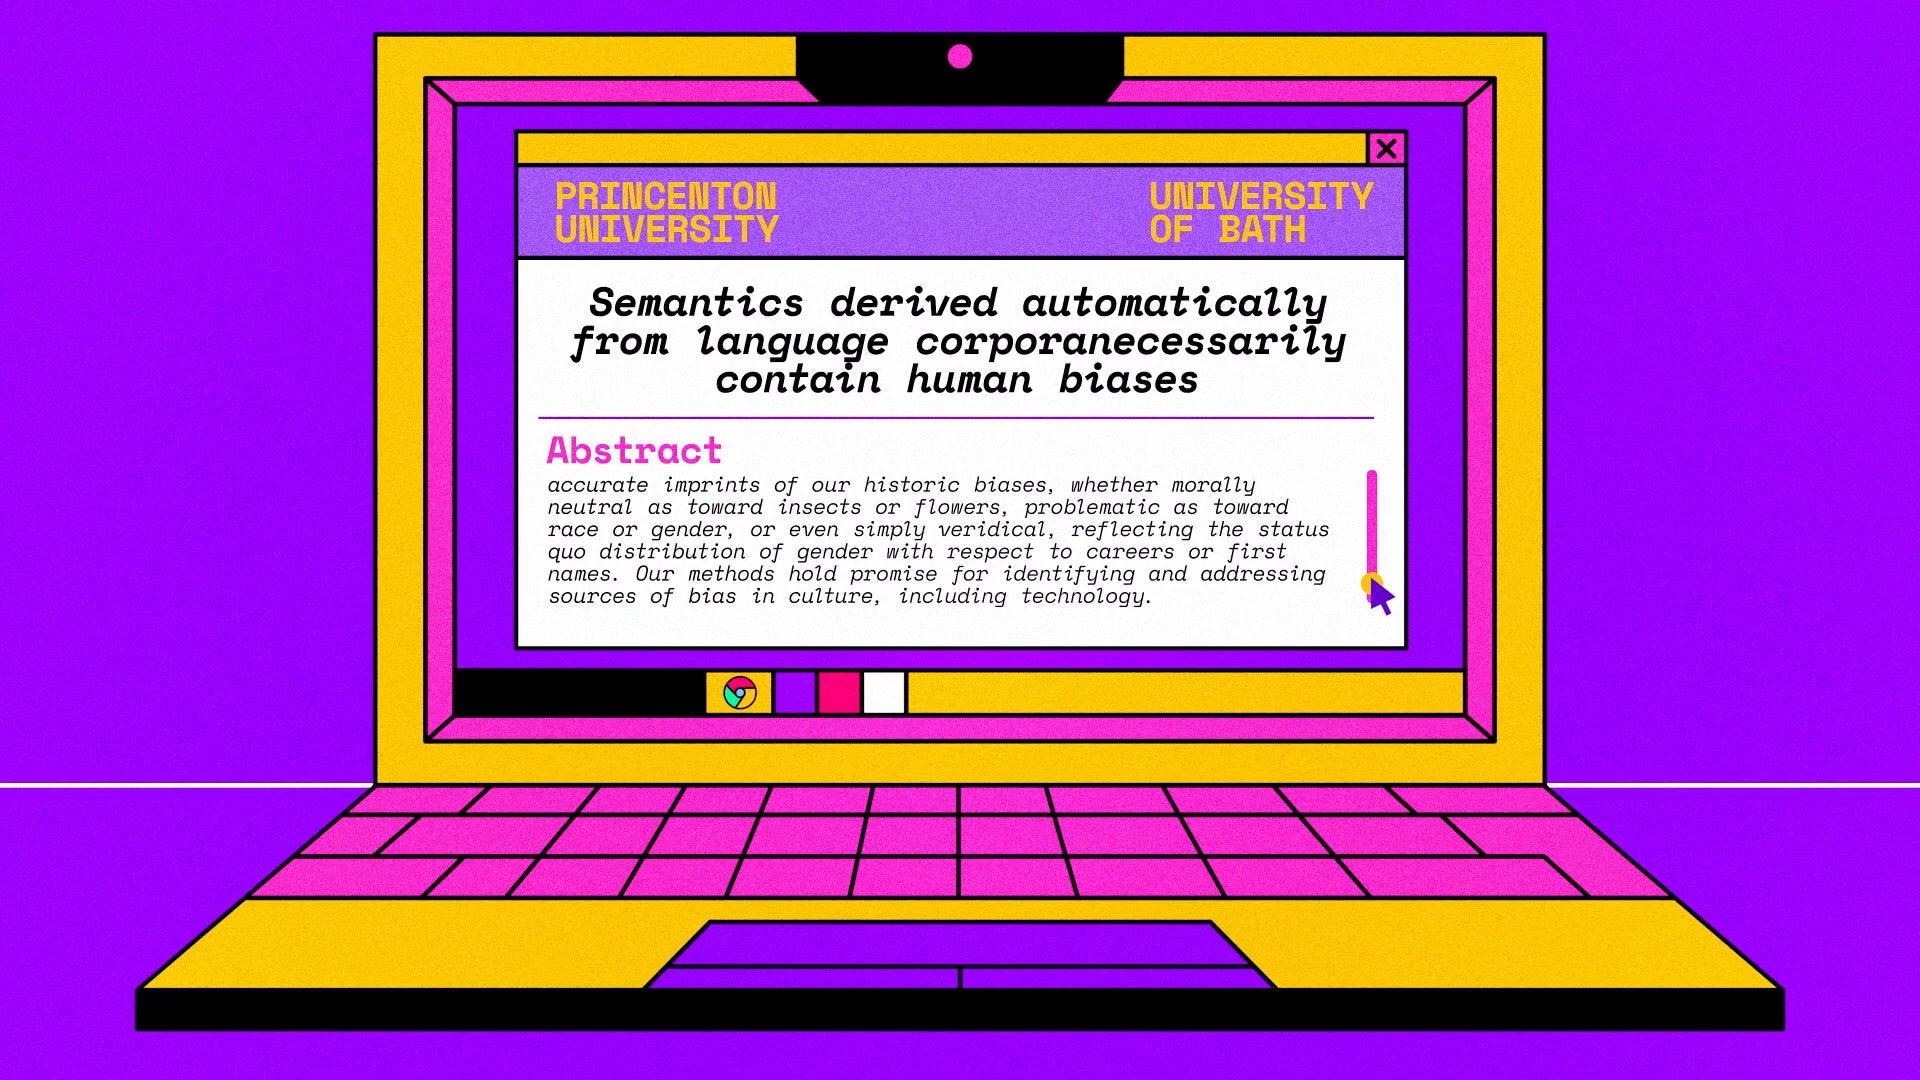 PRINCENTON
UNIVERSITY
UNIVERSITY
OF BATH
Semantics derived automatically
from language corporanecessarily
contain human biases
Abstract
accurate imprints of our historic biases, whether morally
neutral as toward insects or flowers, problematic as toward
race or gender, or even simply veridical, reflecting the status
quo distribution of gender with respect to careers or first
names. Our methods hold promise for identifying and addressing
sources of bias in culture, including technology.